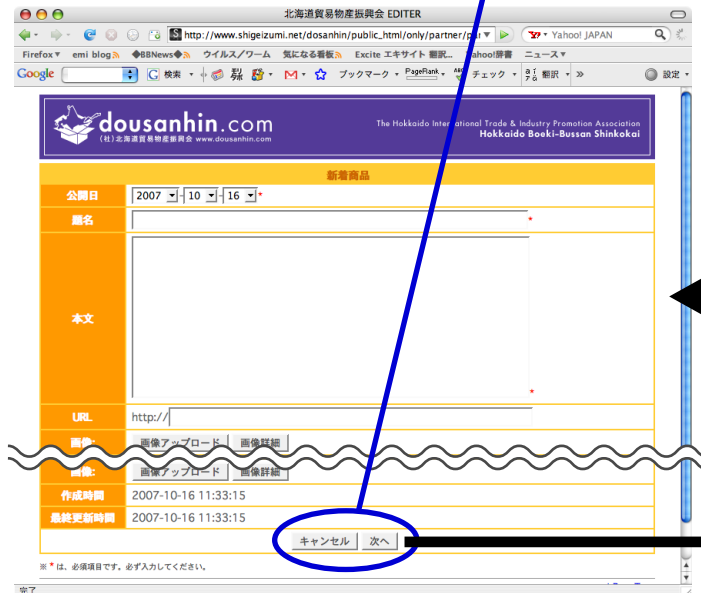 北海道貿易物産振興会 EDITER
http://www.shigeizumi.net/dosanhin/public_html/only/partner/
Yahoo! JAPAN
Firefox emi blog ◆BBNews◆ ウイルス/ワーム 気になる看板 Excite エキサイト 翻訳... Yahoo!辞書 ニュース
Google 検索 ブックマーク PageRank チェック 翻訳 » 設定
dousanhin.com
(社)北海道貿易物産振興会 www.dousanhin.com
The Hokkaido International Trade & Industry Promotion Association
Hokkaido Boeki-Bussan Shinkokai
新着商品
公開日 2007 - 10 - 16 *
題名 *
本文 *
URL http://
画像: 画像アップロード 画像詳細
画像: 画像アップロード 画像詳細
作成時間 2007-10-16 11:33:15
最終更新時間 2007-10-16 11:33:15
キャンセル 次へ
※ * は、必須項目です。必ず入力してください。
完了